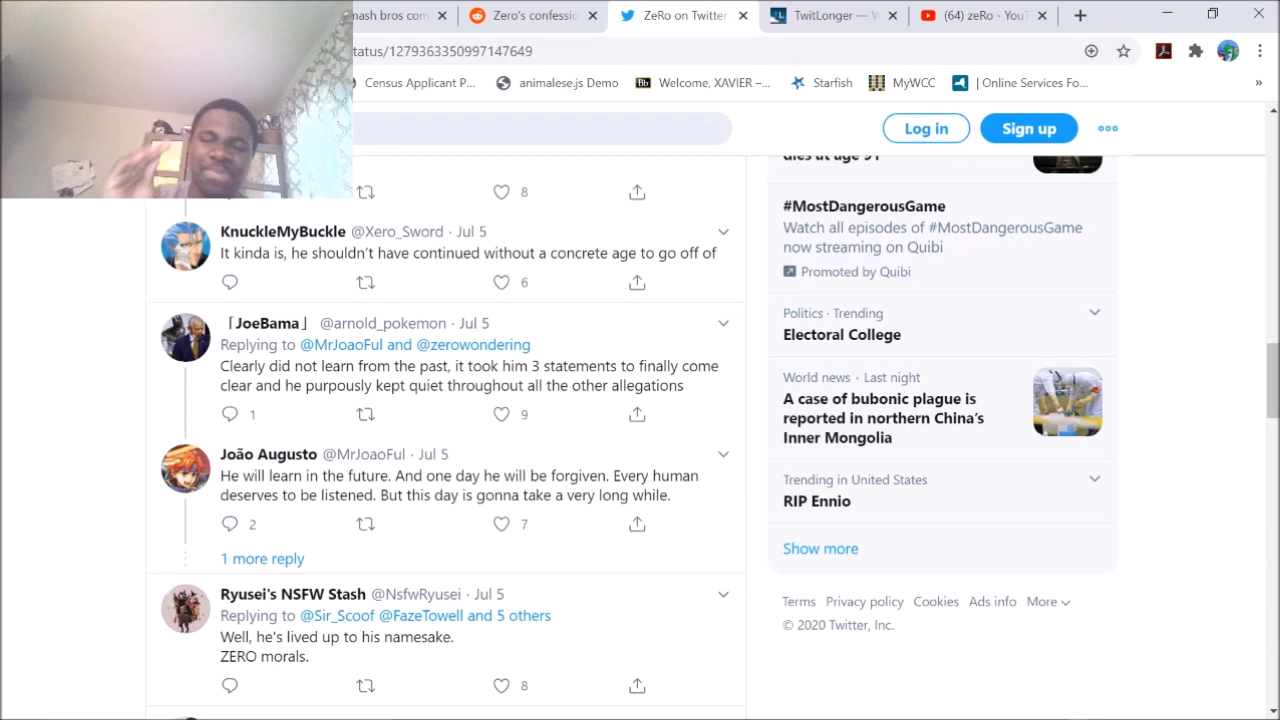 mash bros com
Zero's confessio
ZeRo on Twitter
TwitLonger — W
(64) zeRo - YouT
tatus/1279363350997147649
Census Applicant P...
animalese.js Demo
Bb
Welcome, XAVIER –...
Starfish
MyWCC
| Online Services Fo...
»
Log in
Sign up
dies at age 91
8
#MostDangerousGame
Watch all episodes of #MostDangerousGame
now streaming on Quibi
Promoted by Quibi
KnuckleMyBuckle @Xero_Sword · Jul 5
It kinda is, he shouldn't have continued without a concrete age to go off of
6
「JoeBama」 @arnold_pokemon · Jul 5
Replying to @MrJoaoFul and @zerowondering
Clearly did not learn from the past, it took him 3 statements to finally come
clear and he purpously kept quiet throughout all the other allegations
1 9
João Augusto @MrJoaoFul · Jul 5
He will learn in the future. And one day he will be forgiven. Every human
deserves to be listened. But this day is gonna take a very long while.
2 7
1 more reply
Ryusei's NSFW Stash @NsfwRyusei · Jul 5
Replying to @Sir_Scoof @FazeTowell and 5 others
Well, he's lived up to his namesake.
ZERO morals.
8
Politics · Trending
Electoral College
World news · Last night
A case of bubonic plague is
reported in northern China's
Inner Mongolia
Trending in United States
RIP Ennio
Show more
Terms Privacy policy Cookies Ads info More
© 2020 Twitter, Inc.